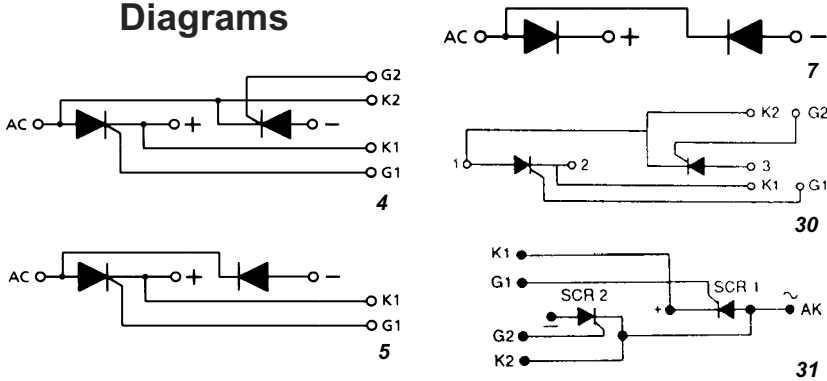 Diagrams
G2
K2
AC + −
K1
G1
4
AC + −
K1
G1
5
AC + −
7
K2 G2
1 2 3
K1 G1
30
K1
G1
SCR 2 SCR 1
− + ~ AK
G2
K2
31